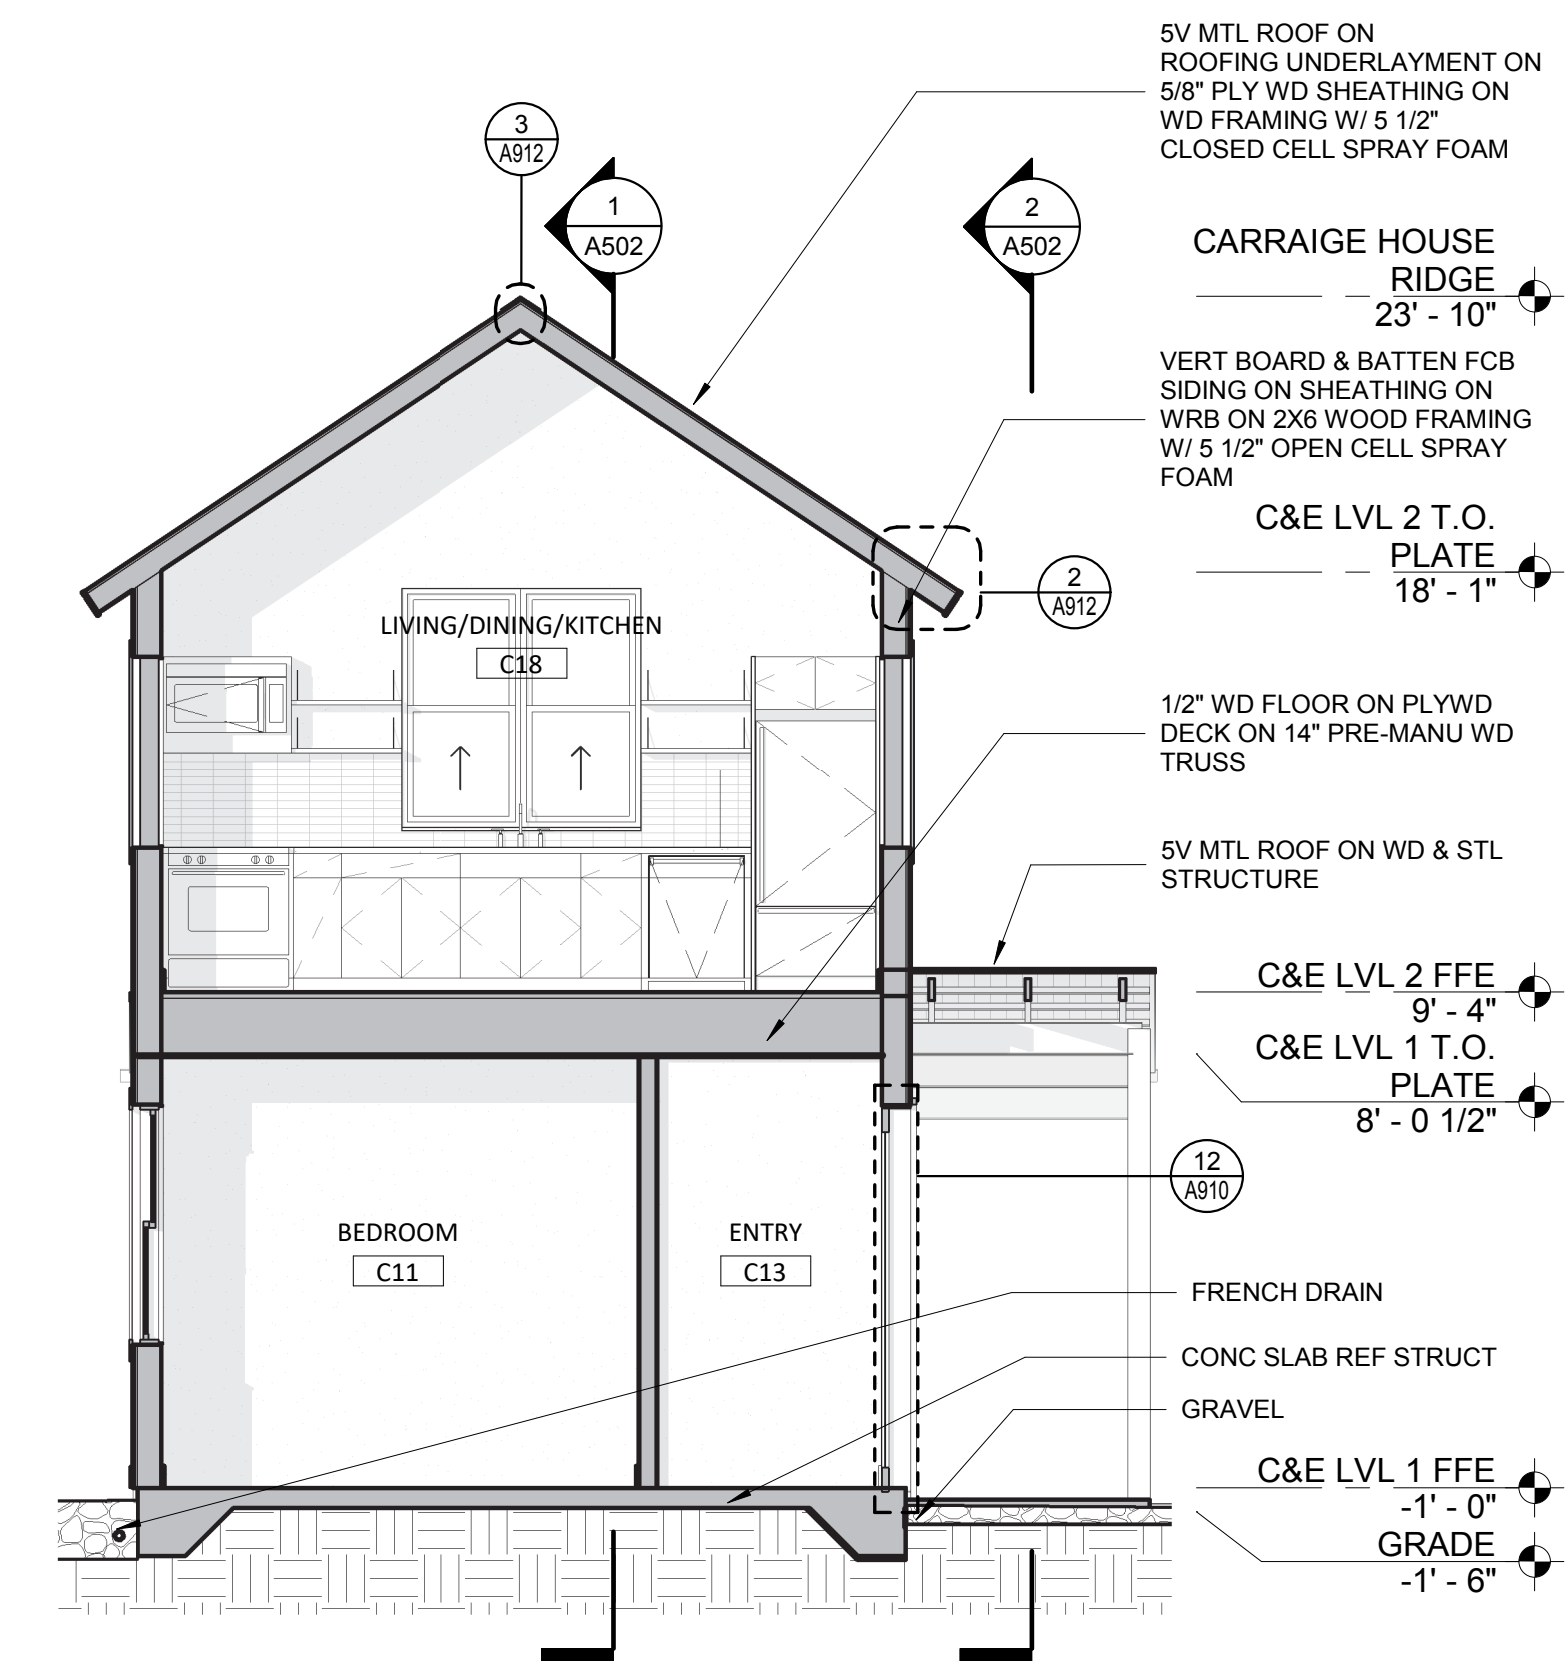 5V MTL ROOF ON
ROOFING UNDERLAYMENT ON
5/8" PLY WD SHEATHING ON
WD FRAMING W/ 5 1/2"
CLOSED CELL SPRAY FOAM
3
A912
1
A502
2
A502
CARRAIGE HOUSE
RIDGE
23' - 10"
VERT BOARD & BATTEN FCB
SIDING ON SHEATHING ON
WRB ON 2X6 WOOD FRAMING
W/ 5 1/2" OPEN CELL SPRAY
FOAM
C&E LVL 2 T.O.
PLATE
18' - 1"
2
A912
LIVING/DINING/KITCHEN
C18
1/2" WD FLOOR ON PLYWD
DECK ON 14" PRE-MANU WD
TRUSS
5V MTL ROOF ON WD & STL
STRUCTURE
C&E LVL 2 FFE
9' - 4"
C&E LVL 1 T.O.
PLATE
8' - 0 1/2"
12
A910
BEDROOM
C11
ENTRY
C13
FRENCH DRAIN
CONC SLAB REF STRUCT
GRAVEL
C&E LVL 1 FFE
-1' - 0"
GRADE
-1' - 6"